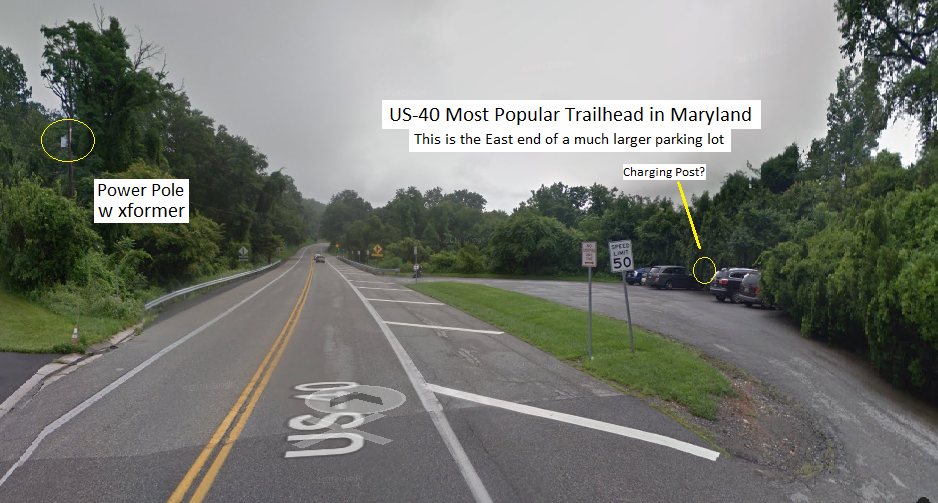 US-40 Most Popular Trailhead in Maryland
This is the East end of a much larger parking lot
Charging Post?
Power Pole
w xformer
SPEED
LIMIT
50
US-40